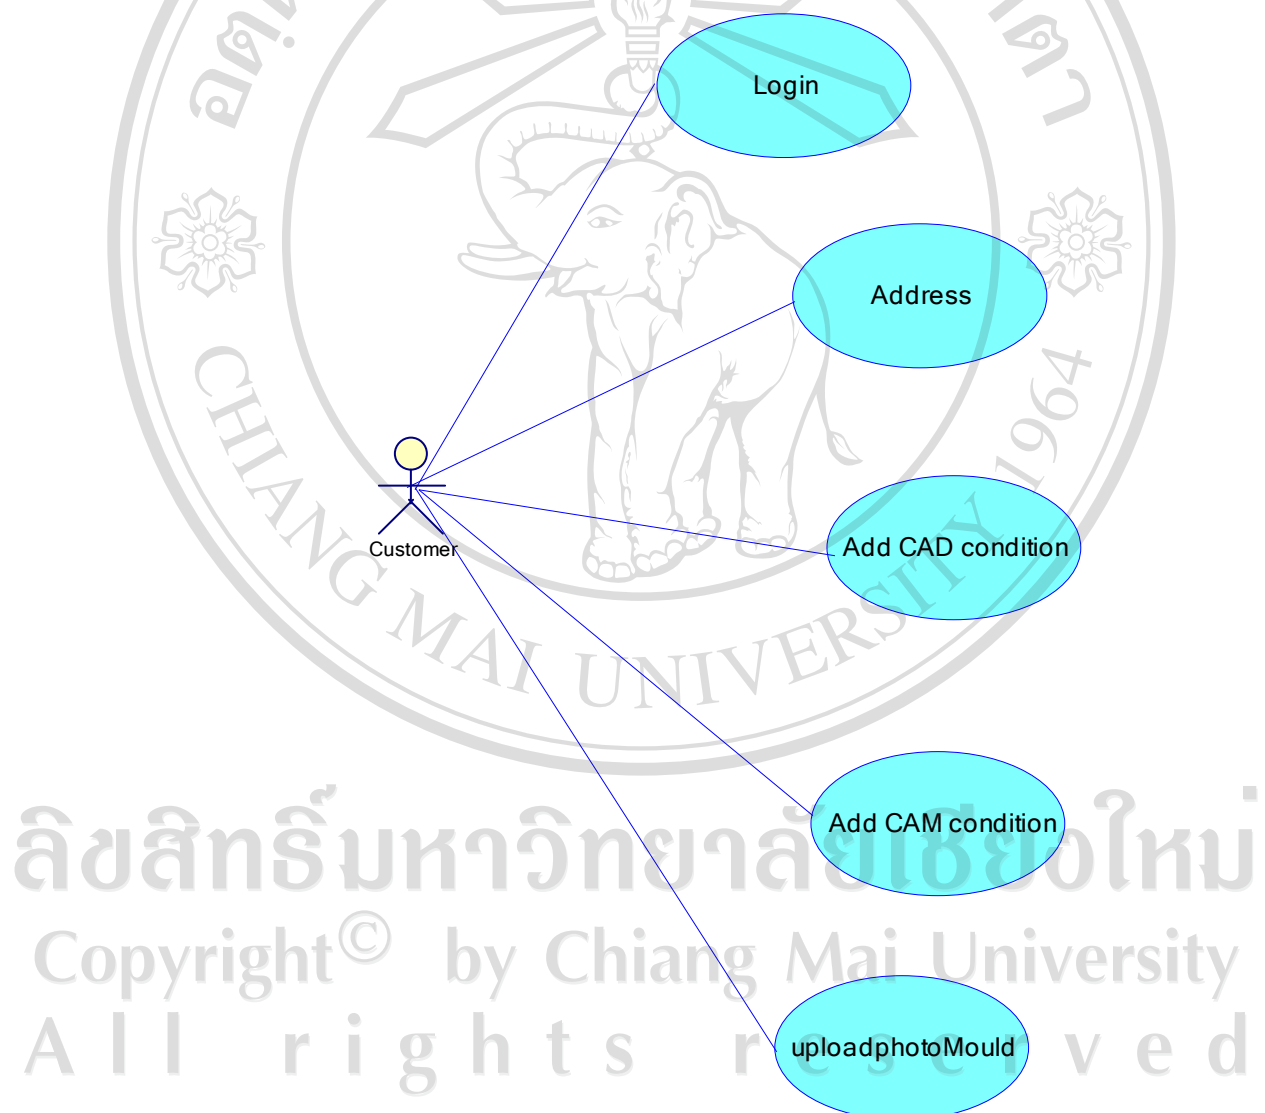 Login
Address
Customer
Add CAD condition
Add CAM condition
uploadphotoMould
CHIANG MAI UNIVERSITY 1964
ลิขสิทธิ์มหาวิทยาลัยเชียงใหม่
Copyright© by Chiang Mai University
All rights reserved